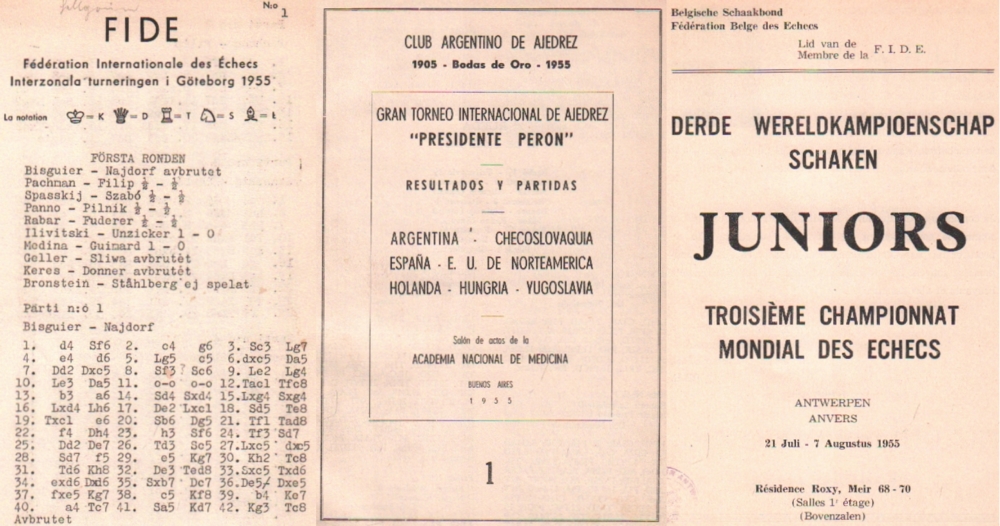 N:o 1
FIDE
Fédération Internationale des Échecs
Interzonala turneringen i Göteborg 1955
La notation ♔=K ♛=D ♖=T ♘=S ♝=L
FÖRSTA RONDEN
Bisguier - Najdorf avbrutet
Pachman - Filip ½ - ½
Spasskij - Szabó ½ - ½
Panno - Pilnik ½ - ½
Rabar - Fuderer ½ - ½
Ilivitski - Unzicker 1 - 0
Medina - Guimard 1 - 0
Geller - Sliwa avbrutét
Keres - Donner avbrutét
Bronstein - Ståhlberg ej spelat
Parti n:o 1
Bisguier - Najdorf
1. d4 Sf6 2. c4 g6 3. Sc3 Lg7
4. e4 d6 5. Lg5 c5 6.dxc5 Da5
7. Dd2 Dxc5 8. Sf3 Sc6 9. Le2 Lg4
10. Le3 Da5 11. o-o o-o 12.Tac1 Tfc8
13. b3 a6 14. Sd4 Sxd4 15.Lxg4 Sxg4
16. Lxd4 Lh6 17. De2 Lxc1 18. Sd5 Te8
19. Txc1 e6 20. Sb6 Dg5 21. Tf1 Tad8
22. f4 Dh4 23. h3 Sf6 24. Tf3 Sd7
25. Dd2 De7 26. Td3 Sc5 27.Lxc5 dxc5
28. Sd7 f5 29. e5 Kg7 30. Kh2 Tc8
31. Td6 Kh8 32. De3 Ted8 33.Sxc5 Txd6
34. exd6 Dxd6 35. Sxb7 Dc7 36.De5/ Dxe5
37. fxe5 Kg7 38. c5 Kf8 39. b4 Ke7
40. a4 Tc7 41. Sa5 Kd7 42. Kg3 Tc8
Avbrutet
CLUB ARGENTINO DE AJEDREZ
1905 - Bodas de Oro - 1955
GRAN TORNEO INTERNACIONAL DE AJEDREZ
"PRESIDENTE PERON"
RESULTADOS Y PARTIDAS
ARGENTINA - CHECOSLOVAQUIA
ESPAÑA - E. U. DE NORTEAMERICA
HOLANDA - HUNGRIA - YUGOSLAVIA
Salón de actos de la
ACADEMIA NACIONAL DE MEDICINA
BUENOS AIRES
1955
1
Belgische Schaakbond
Fédération Belge des Echecs
Lid van de
Membre de la F. I. D. E.
DERDE WERELDKAMPIOENSCHAP
SCHAKEN
JUNIORS
TROISIÈME CHAMPIONNAT
MONDIAL DES ECHECS
ANTWERPEN
ANVERS
21 Juli - 7 Augustus 1955
Résidence Roxy, Meir 68 - 70
(Salles 1r étage)
(Bovenzalen)